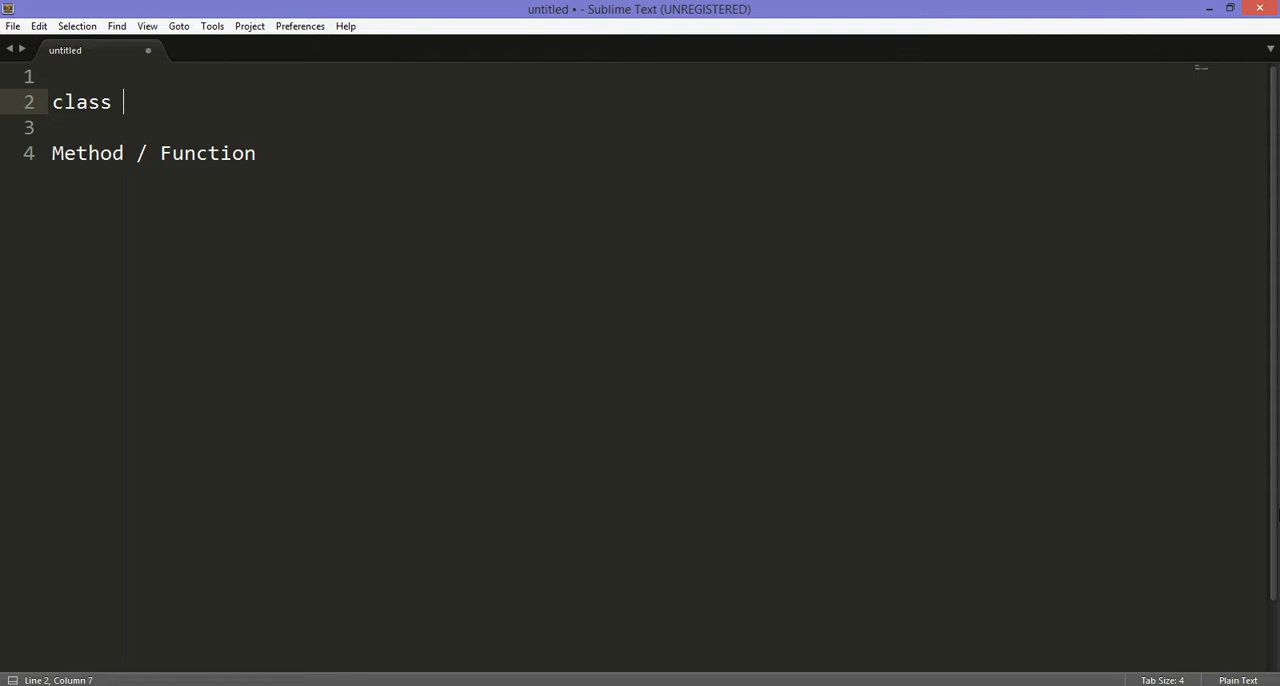 untitled • - Sublime Text (UNREGISTERED)
File Edit Selection Find View Goto Tools Project Preferences Help
untitled
1
2 class
3
4 Method / Function
Line 2, Column 7 Tab Size: 4 Plain Text